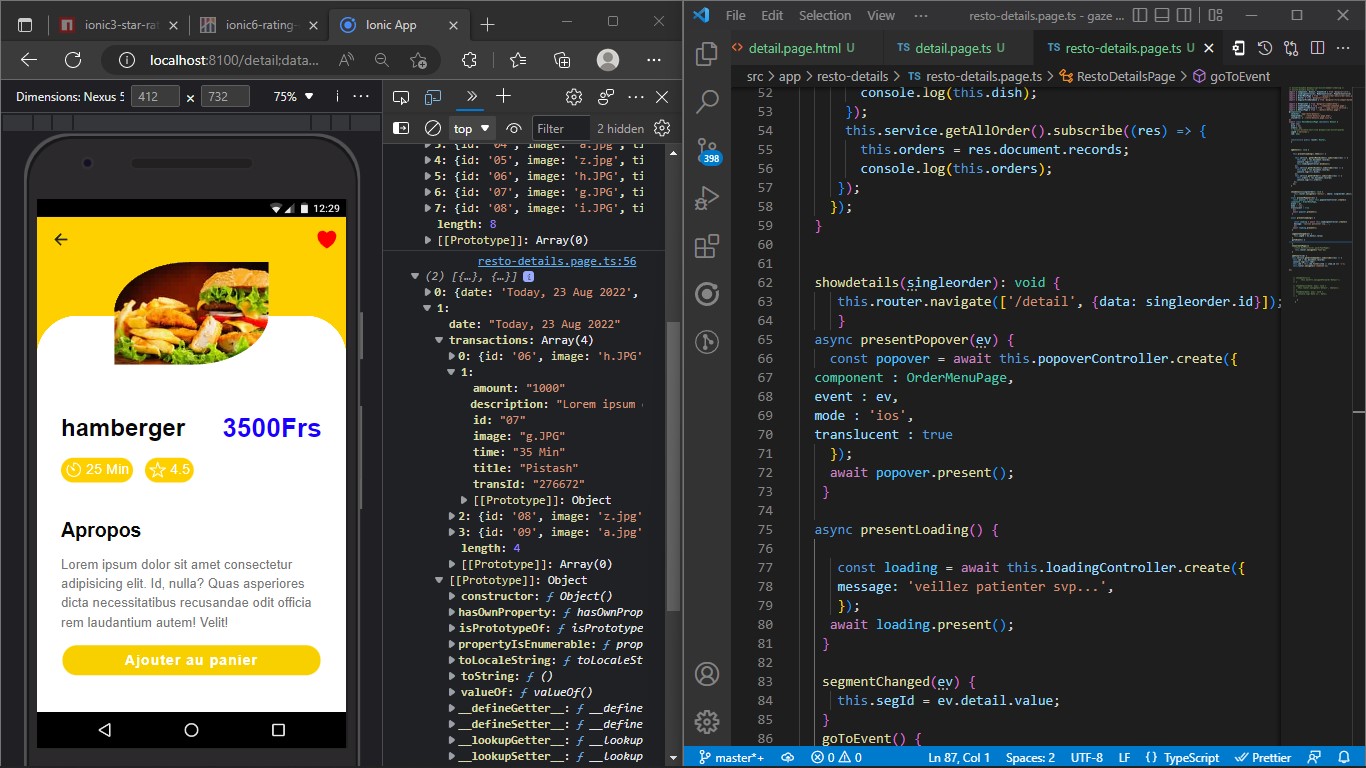 ionic3-star-rat
ionic6-rating-
Ionic App
localhost:8100/detail;data...
Dimensions: Nexus 5
412
×
732
75%
12:29
hamberger
3500Frs
25 Min
4.5
Apropos
Lorem ipsum dolor sit amet consectetur
adipisicing elit. Id, nulla? Quas asperiores
dicta necessitatibus recusandae odit officia
rem laudantium autem! Velit!
Ajouter au panier
top
Filter
2 hidden
3: {id: '04', image: 'a.jpg', ti
4: {id: '05', image: 'z.jpg', ti
5: {id: '06', image: 'h.JPG', ti
6: {id: '07', image: 'g.JPG', ti
7: {id: '08', image: 'i.JPG', ti
length: 8
[[Prototype]]: Array(0)
resto-details.page.ts:56
(2) [{…}, {…}]
0: {date: 'Today, 23 Aug 2022',
1:
date: "Today, 23 Aug 2022"
transactions: Array(4)
0: {id: '06', image: 'h.JPG'
1:
amount: "1000"
description: "Lorem ipsum
id: "07"
image: "g.JPG"
time: "35 Min"
title: "Pistash"
transId: "276672"
[[Prototype]]: Object
2: {id: '08', image: 'z.jpg'
3: {id: '09', image: 'a.jpg'
length: 4
[[Prototype]]: Array(0)
[[Prototype]]: Object
constructor: ƒ Object()
hasOwnProperty: ƒ hasOwnProp
isPrototypeOf: ƒ isPrototype
propertyIsEnumerable: ƒ prop
toLocaleString: ƒ toLocaleSt
toString: ƒ ()
valueOf: ƒ valueOf()
__defineGetter__: ƒ __define
__defineSetter__: ƒ __define
__lookupGetter__: ƒ __lookup
__lookupSetter__: ƒ __lookup
File Edit Selection View ···
resto-details.page.ts - gaze ...
detail.page.html U
TS detail.page.ts U
TS resto-details.page.ts U
src > app > resto-details > TS resto-details.page.ts > RestoDetailsPage > goToEvent
398
52 console.log(this.dish);
53 });
54 this.service.getAllOrder().subscribe((res) => {
55 this.orders = res.document.records;
56 console.log(this.orders);
57 });
58 });
59 }
60
61
62 showdetails(singleorder): void {
63 this.router.navigate(['/detail', {data: singleorder.id}]);
64 }
65 async presentPopover(ev) {
66 const popover = await this.popoverController.create({
67 component : OrderMenuPage,
68 event : ev,
69 mode : 'ios',
70 translucent : true
71 });
72 await popover.present();
73 }
74
75 async presentLoading() {
76
77 const loading = await this.loadingController.create({
78 message: 'veillez patienter svp...',
79 });
80 await loading.present();
81 }
82
83 segmentChanged(ev) {
84 this.segId = ev.detail.value;
85 }
86 goToEvent() {
master*+
0
0
Ln 87, Col 1
Spaces: 2
UTF-8
LF
{ } TypeScript
Prettier